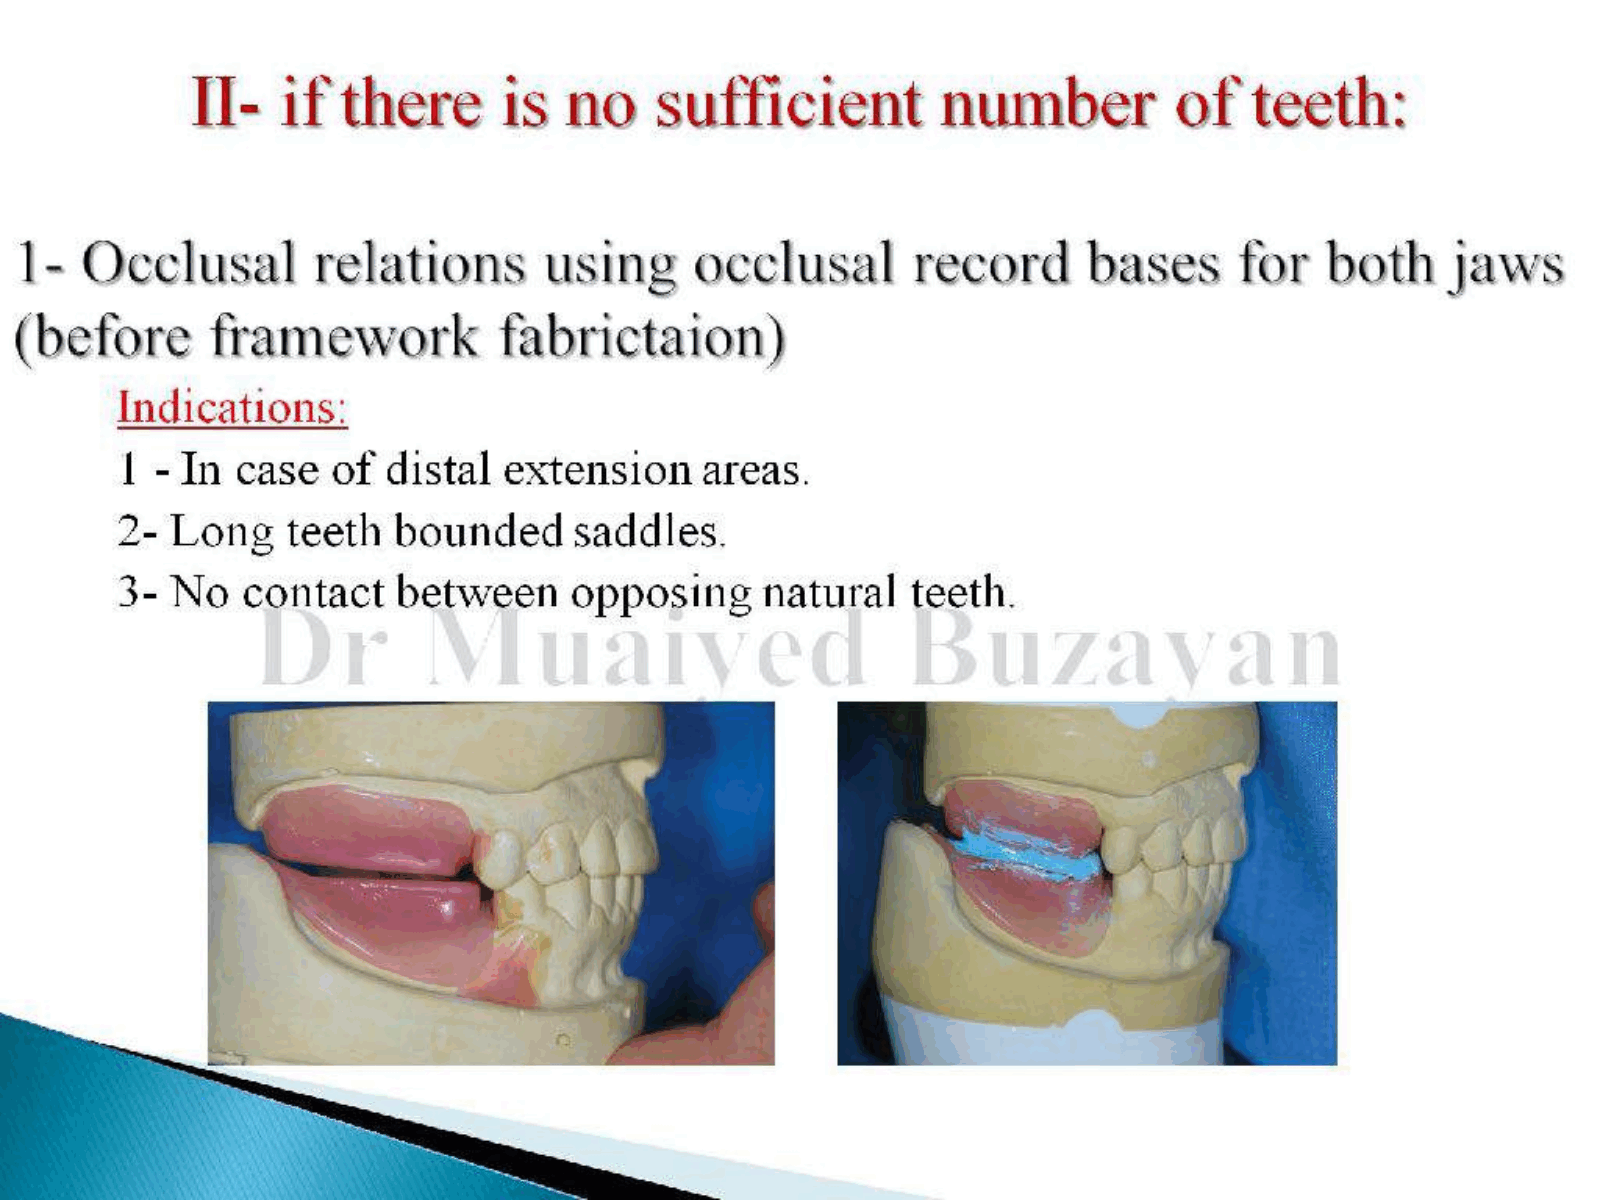 II- if there is no sufficient number of teeth:
1- Occlusal relations using occlusal record bases for both jaws
(before framework fabrictaion)
Indications:
1 - In case of distal extension areas.
2- Long teeth bounded saddles.
3- No contact between opposing natural teeth.
Dr Muaiyed Buzayan